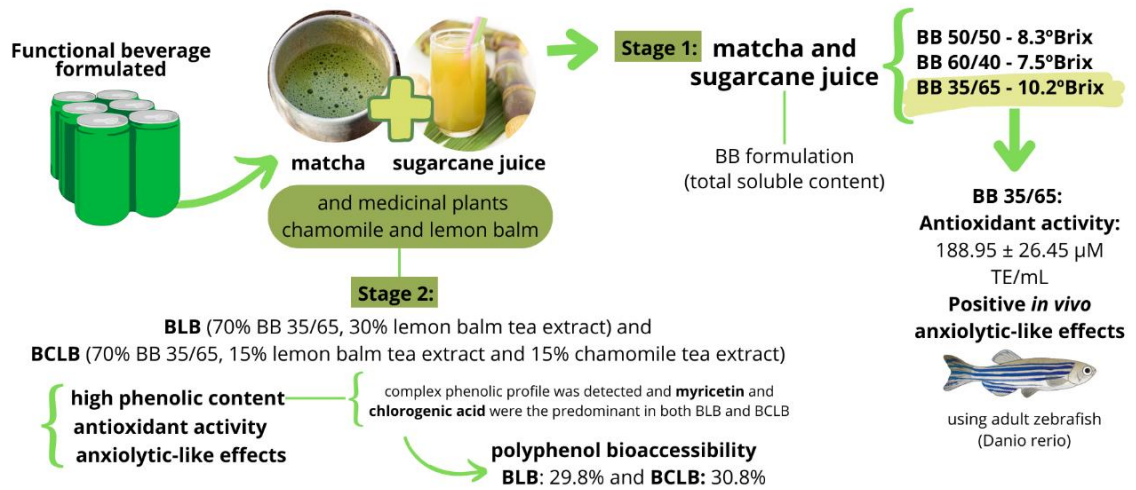 Functional beverage
formulated
matcha
sugarcane juice
and medicinal plants
chamomile and lemon balm
Stage 1:
matcha and
sugarcane juice
BB formulation
(total soluble content)
BB 50/50 - 8.3ºBrix
BB 60/40 - 7.5ºBrix
BB 35/65 - 10.2ºBrix
BB 35/65:
Antioxidant activity:
188.95 ± 26.45 µM
TE/mL
Positive in vivo
anxiolytic-like effects
using adult zebrafish
(Danio rerio)
Stage 2:
BLB (70% BB 35/65, 30% lemon balm tea extract) and
BCLB (70% BB 35/65, 15% lemon balm tea extract and 15% chamomile tea extract)
high phenolic content
antioxidant activity
anxiolytic-like effects
complex phenolic profile was detected and myricetin and
chlorogenic acid were the predominant in both BLB and BCLB
polyphenol bioaccessibility
BLB: 29.8% and BCLB: 30.8%